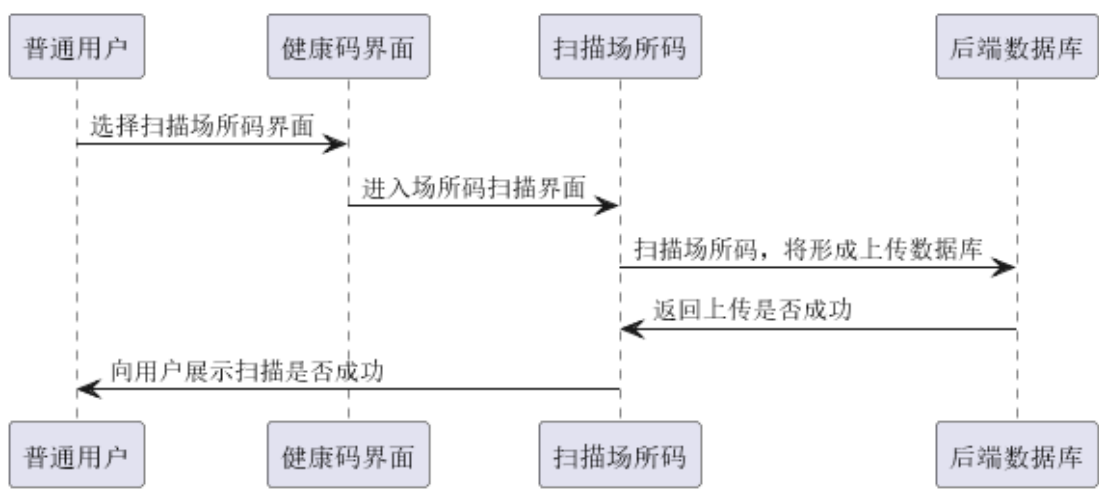 普通用户 健康码界面 扫描场所码 后端数据库
选择扫描场所码界面
进入场所码扫描界面
扫描场所码，将形成上传数据库
返回上传是否成功
向用户展示扫描是否成功
普通用户 健康码界面 扫描场所码 后端数据库